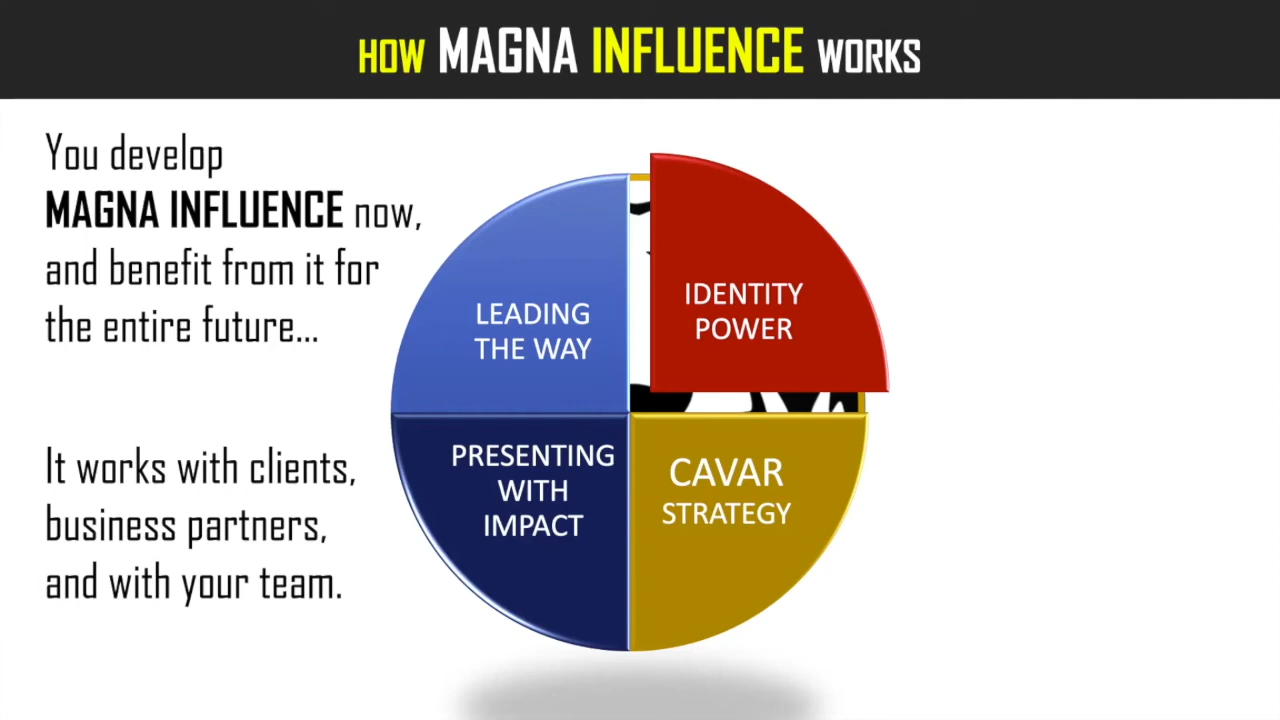 HOW MAGNA INFLUENCE WORKS
You develop
MAGNA INFLUENCE now,
and benefit from it for
the entire future...
It works with clients,
business partners,
and with your team.
LEADING
THE WAY
IDENTITY
POWER
PRESENTING
WITH
IMPACT
CAVAR
STRATEGY